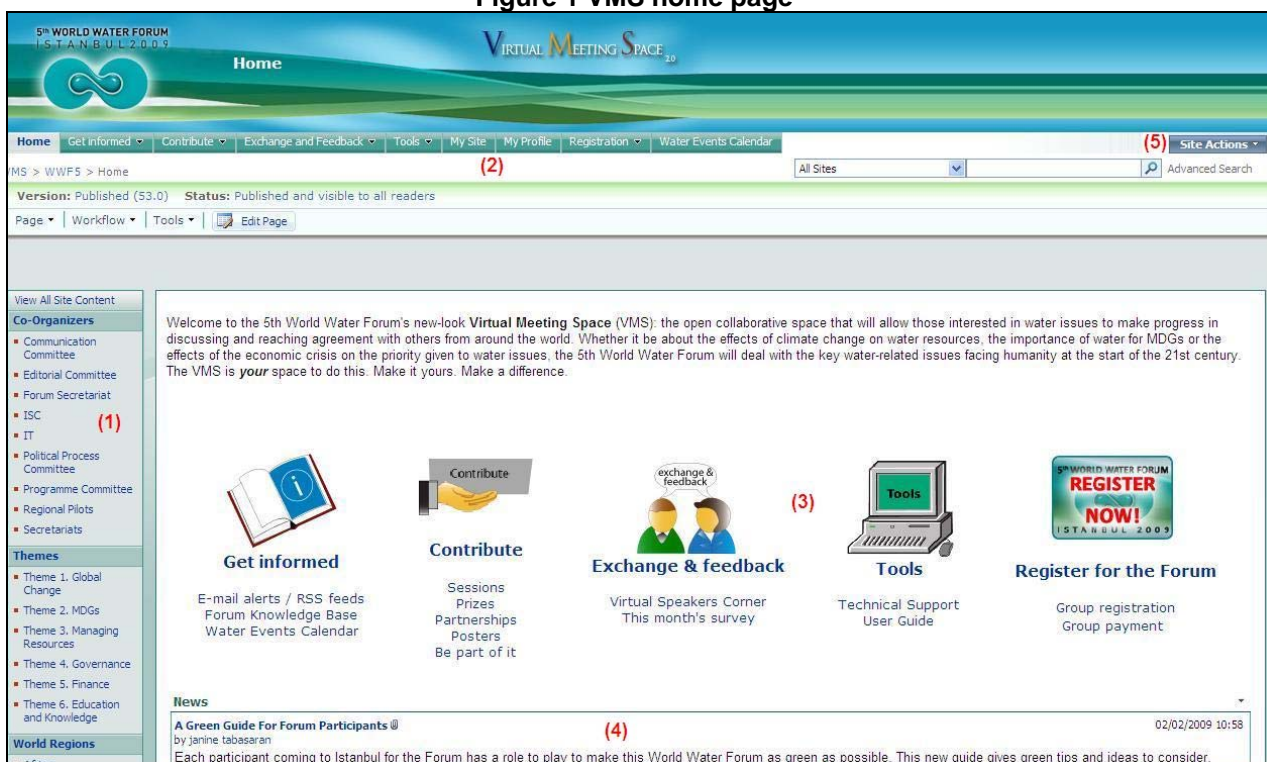 Figure 1 VMS home page
5th WORLD WATER FORUM
ISTANBUL 2009
Home
VIRTUAL MEETING SPACE 2.0
Home Get informed Contribute Exchange and Feedback Tools My Site My Profile Registration Water Events Calendar
(5) Site Actions
(2)
VMS > WWF5 > Home
All Sites
Advanced Search
Version: Published (53.0) Status: Published and visible to all readers
Page Workflow Tools Edit Page
View All Site Content
Co-Organizers
Communication
Committee
Editorial Committee
Forum Secretariat
ISC
IT
(1)
Political Process
Committee
Programme Committee
Regional Pilots
Secretariats
Themes
Theme 1. Global
Change
Theme 2. MDGs
Theme 3. Managing
Resources
Theme 4. Governance
Theme 5. Finance
Theme 6. Education
and Knowledge
World Regions
Welcome to the 5th World Water Forum's new-look Virtual Meeting Space (VMS): the open collaborative space that will allow those interested in water issues to make progress in
discussing and reaching agreement with others from around the world. Whether it be about the effects of climate change on water resources, the importance of water for MDGs or the
effects of the economic crisis on the priority given to water issues, the 5th World Water Forum will deal with the key water-related issues facing humanity at the start of the 21st century.
The VMS is your space to do this. Make it yours. Make a difference.
Get informed
E-mail alerts / RSS feeds
Forum Knowledge Base
Water Events Calendar
Contribute
Contribute
Sessions
Prizes
Partnerships
Posters
Be part of it
exchange &
feedback
Exchange & feedback
Virtual Speakers Corner
This month's survey
(3)
Tools
Tools
Technical Support
User Guide
5th WORLD WATER FORUM
REGISTER
NOW!
ISTANBUL 2009
Register for the Forum
Group registration
Group payment
News
A Green Guide For Forum Participants
(4)
02/02/2009 10:58
by janine tabasaran
Each participant coming to Istanbul for the Forum has a role to play to make this World Water Forum as green as possible. This new guide gives green tips and ideas to consider.